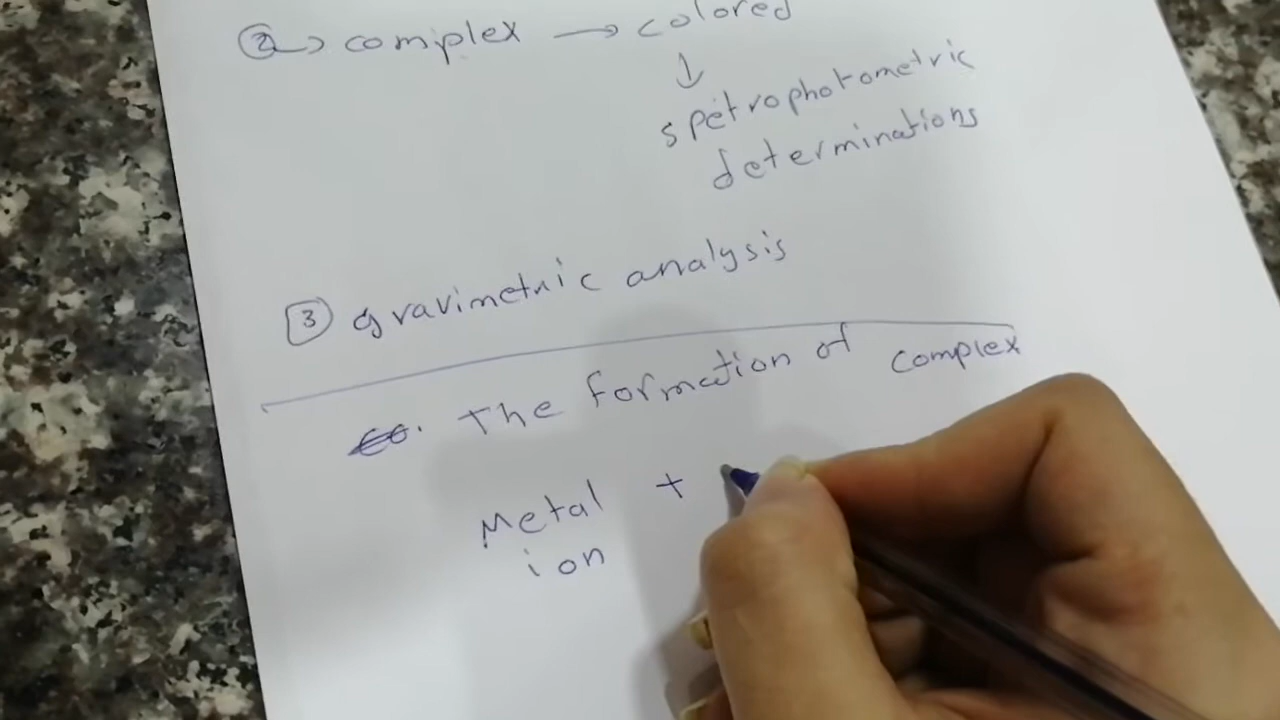 ② → complex → colored
↓
spetrophotometric
determinations
3 gravimetric analysis
. The formation of complex
Metal +
ion